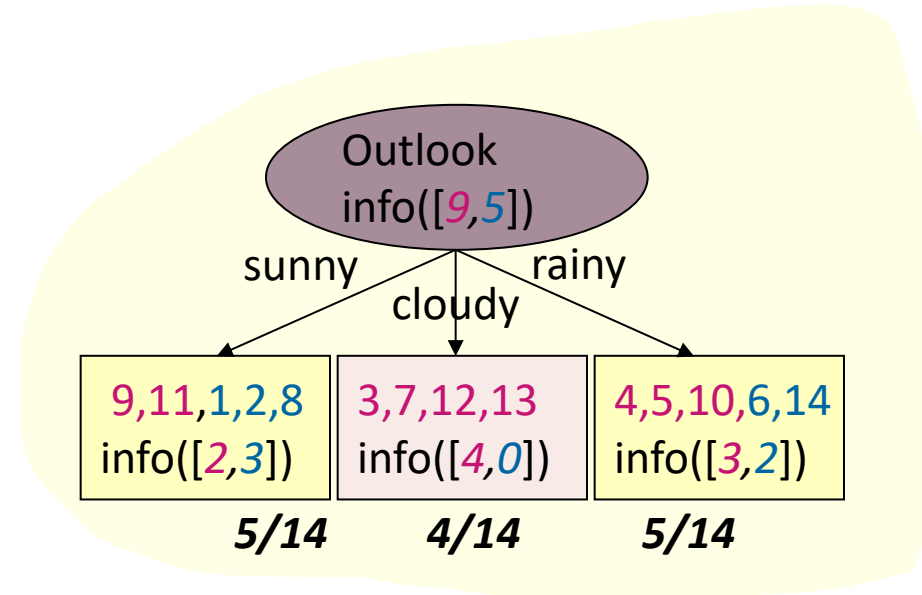 Outlook
info([9,5])
sunny
rainy
cloudy
9,11,1,2,8
info([2,3])
3,7,12,13
info([4,0])
4,5,10,6,14
info([3,2])
5/14
4/14
5/14